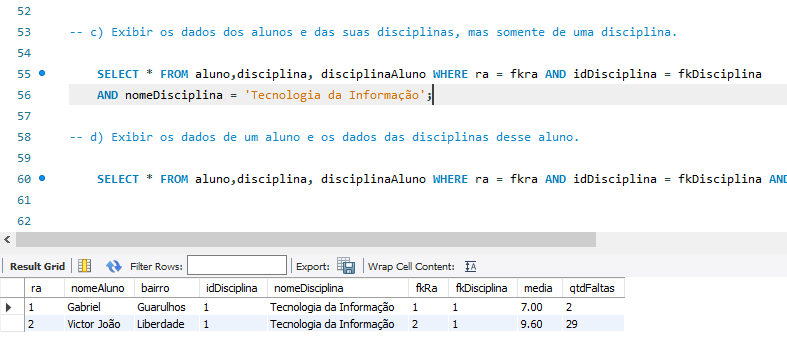 52
53 -- c) Exibir os dados dos alunos e das suas disciplinas, mas somente de uma disciplina.
54
55 SELECT * FROM aluno,disciplina, disciplinaAluno WHERE ra = fkra AND idDisciplina = fkDisciplina
56 AND nomeDisciplina = 'Tecnologia da Informação';
57
58 -- d) Exibir os dados de um aluno e os dados das disciplinas desse aluno.
59
60 SELECT * FROM aluno,disciplina, disciplinaAluno WHERE ra = fkra AND idDisciplina = fkDisciplina AND
61
62
Result Grid Filter Rows: Export: Wrap Cell Content:
ra nomeAluno bairro idDisciplina nomeDisciplina fkRa fkDisciplina media qtdFaltas
1 Gabriel Guarulhos 1 Tecnologia da Informação 1 1 7.00 2
2 Victor João Liberdade 1 Tecnologia da Informação 2 1 9.60 29